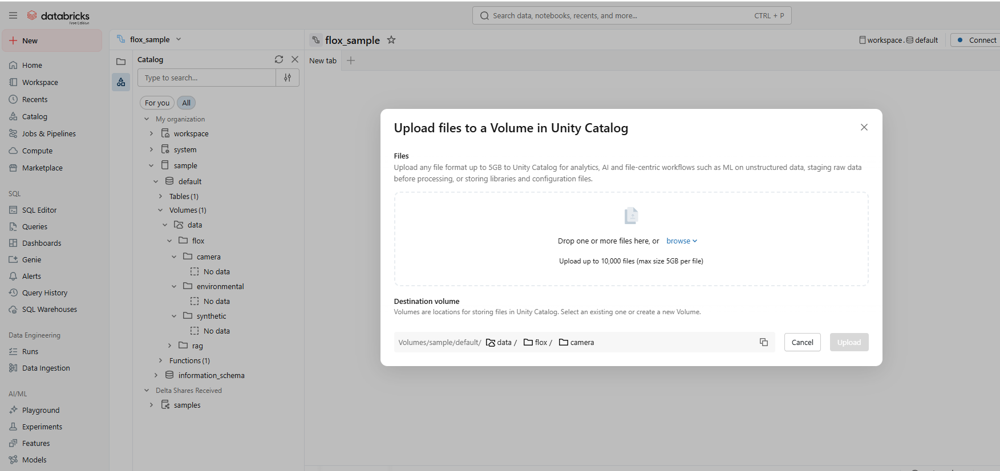 databricks
Free Edition
Search data, notebooks, recents, and more...
CTRL + P
New
Home
Workspace
Recents
Catalog
Jobs & Pipelines
Compute
Marketplace
SQL
SQL Editor
Queries
Dashboards
Genie
Alerts
Query History
SQL Warehouses
Data Engineering
Runs
Data Ingestion
AI/ML
Playground
Experiments
Features
Models
flox_sample
Catalog
Type to search...
For you
All
My organization
workspace
system
sample
default
Tables (1)
Volumes (1)
data
flox
camera
No data
environmental
No data
synthetic
No data
rag
Functions (1)
information_schema
Delta Shares Received
samples
flox_sample
workspace. default
Connect
New tab
Upload files to a Volume in Unity Catalog
Files
Upload any file format up to 5GB to Unity Catalog for analytics, AI and file-centric workflows such as ML on unstructured data, staging raw data
before processing, or storing libraries and configuration files.
Drop one or more files here, or browse
Upload up to 10,000 files (max size 5GB per file)
Destination volume
Volumes are locations for storing files in Unity Catalog. Select an existing one or create a new Volume.
Volumes/sample/default/ data / flox / camera
Cancel
Upload